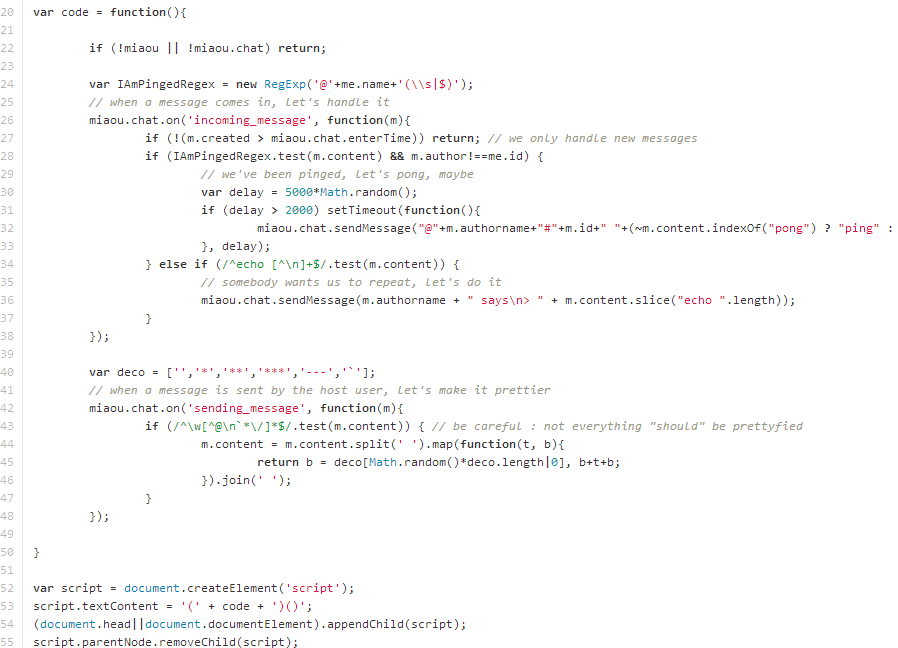 20 var code = function(){
21
22 if (!miaou || !miaou.chat) return;
23
24 var IAmPingedRegex = new RegExp('@'+me.name+'(\\s|$)');
25 // when a message comes in, let's handle it
26 miaou.chat.on('incoming_message', function(m){
27 if (!(m.created > miaou.chat.enterTime)) return; // we only handle new messages
28 if (IAmPingedRegex.test(m.content) && m.author!==me.id) {
29 // we've been pinged, let's pong, maybe
30 var delay = 5000*Math.random();
31 if (delay > 2000) setTimeout(function(){
32 miaou.chat.sendMessage("@"+m.authorname+"#"+m.id+" "+(~m.content.indexOf("pong") ? "ping" :
33 }, delay);
34 } else if (/^echo [^\n]+$/.test(m.content)) {
35 // somebody wants us to repeat, let's do it
36 miaou.chat.sendMessage(m.authorname + " says\n> " + m.content.slice("echo ".length));
37 }
38 });
39
40 var deco = ['','*','**','***','---','`'];
41 // when a message is sent by the host user, let's make it prettier
42 miaou.chat.on('sending_message', function(m){
43 if (/^\w[^@\n`*\/]*$/.test(m.content)) { // be careful : not everything "should" be prettyfied
44 m.content = m.content.split(' ').map(function(t, b){
45 return b = deco[Math.random()*deco.length|0], b+t+b;
46 }).join(' ');
47 }
48 });
49
50 }
51
52 var script = document.createElement('script');
53 script.textContent = '(' + code + ')()';
54 (document.head||document.documentElement).appendChild(script);
55 script.parentNode.removeChild(script);